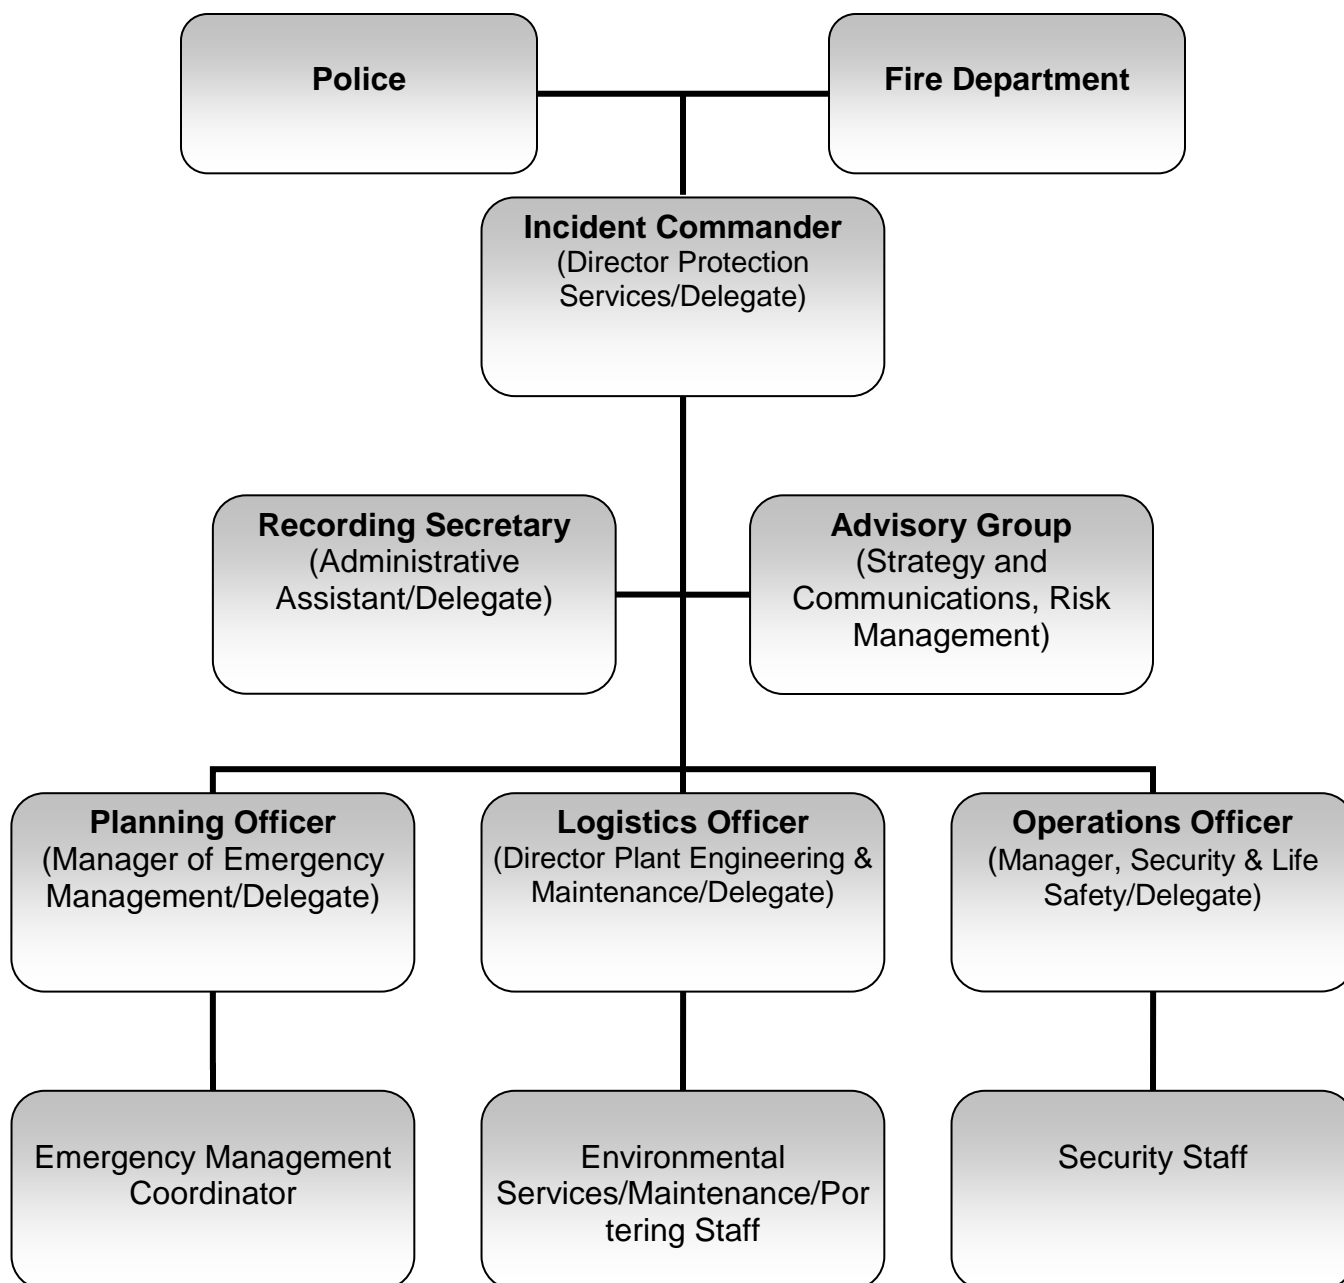 Police
Fire Department
Incident Commander
(Director Protection
Services/Delegate)
Recording Secretary
(Administrative
Assistant/Delegate)
Advisory Group
(Strategy and
Communications, Risk
Management)
Planning Officer
(Manager of Emergency
Management/Delegate)
Logistics Officer
(Director Plant Engineering &
Maintenance/Delegate)
Operations Officer
(Manager, Security & Life
Safety/Delegate)
Emergency Management
Coordinator
Environmental
Services/Maintenance/Por
tering Staff
Security Staff